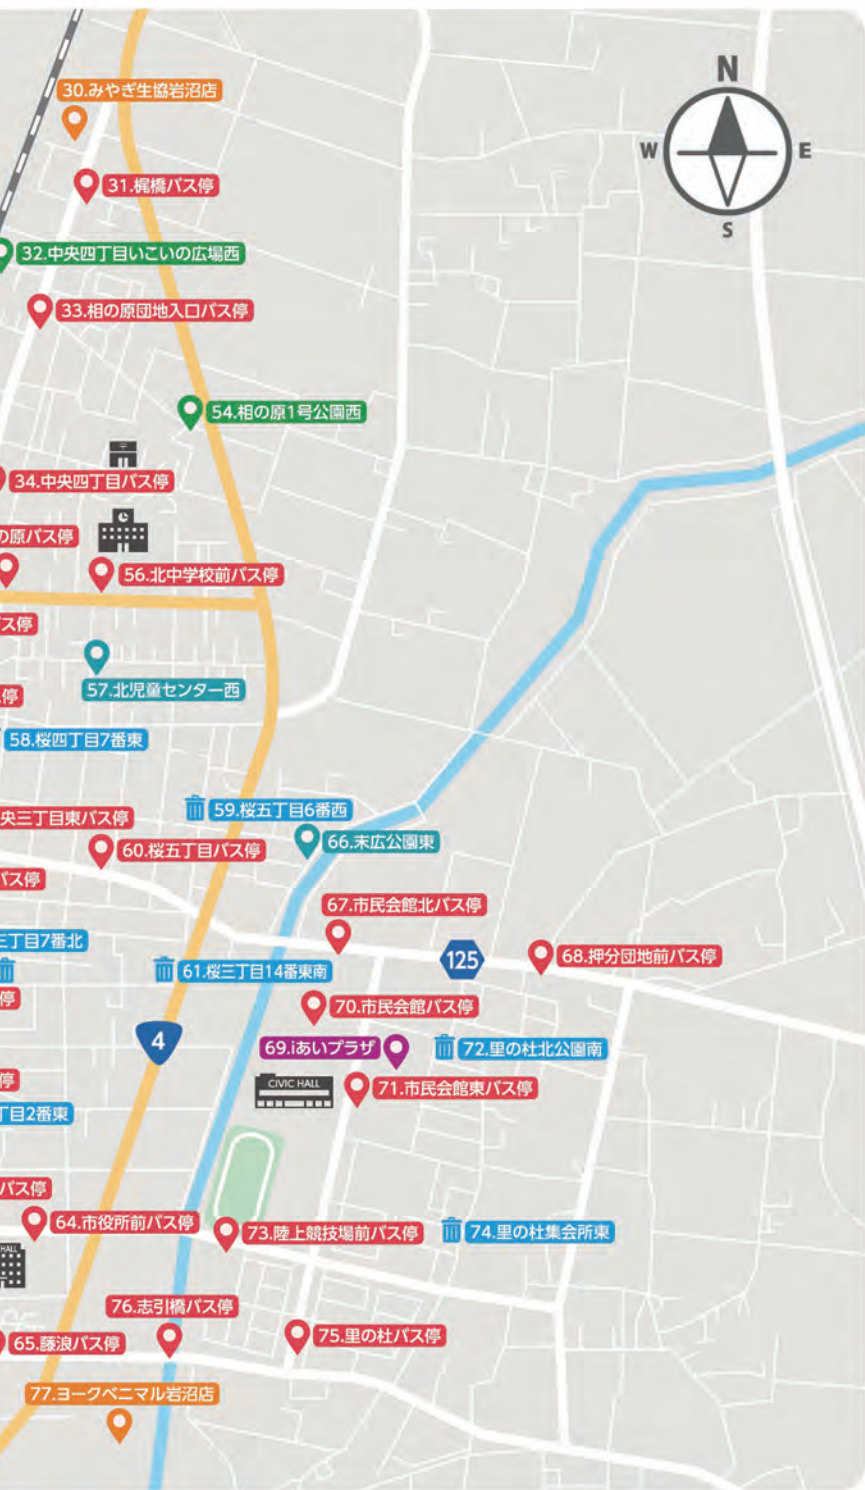 N
W
E
S
30.みやぎ生協岩沼店
31.梶橋バス停
32.中央四丁目いこいの広場西
33.相の原団地入口バス停
54.相の原1号公園西
34.中央四丁目バス停
の原バス停
56.北中学校前バス停
ス停
57.北児童センター西
停
58.桜四丁目7番東
59.桜五丁目6番西
央三丁目東バス停
66.末広公園東
60.桜五丁目バス停
バス停
67.市民会館北バス停
三丁目7番北
125
68.押分団地前バス停
61.桜三丁目14番東南
停
70.市民会館バス停
4
69.iあいプラザ
72.里の杜北公園南
停
CIVIC HALL
71.市民会館東バス停
丁目2番東
バス停
64.市役所前バス停
73.陸上競技場前バス停
74.里の杜集会所東
HALL
76.志引橋バス停
65.藤浪バス停
75.里の杜バス停
77.ヨークベニマル岩沼店